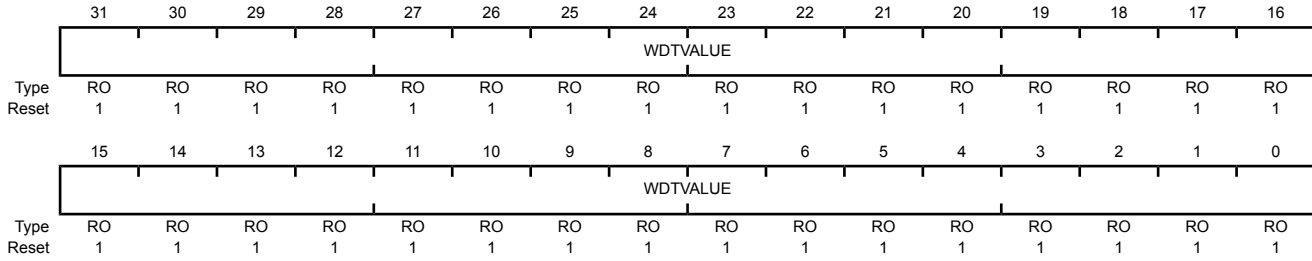 31 30 29 28 27 26 25 24 23 22 21 20 19 18 17 16
WDTVALUE
Type RO RO RO RO RO RO RO RO RO RO RO RO RO RO RO RO
Reset 1 1 1 1 1 1 1 1 1 1 1 1 1 1 1 1
15 14 13 12 11 10 9 8 7 6 5 4 3 2 1 0
WDTVALUE
Type RO RO RO RO RO RO RO RO RO RO RO RO RO RO RO RO
Reset 1 1 1 1 1 1 1 1 1 1 1 1 1 1 1 1